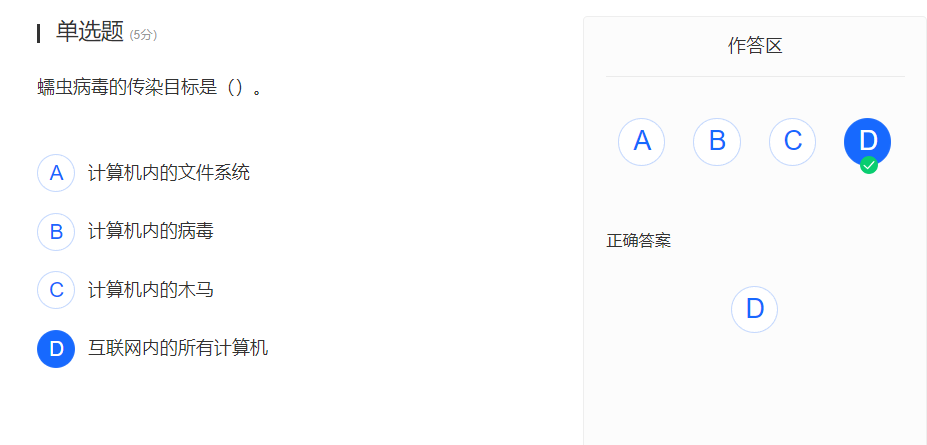 单选题 (5分)
蠕虫病毒的传染目标是（）。
A 计算机内的文件系统
B 计算机内的病毒
C 计算机内的木马
D 互联网内的所有计算机
作答区
A B C D
正确答案
D